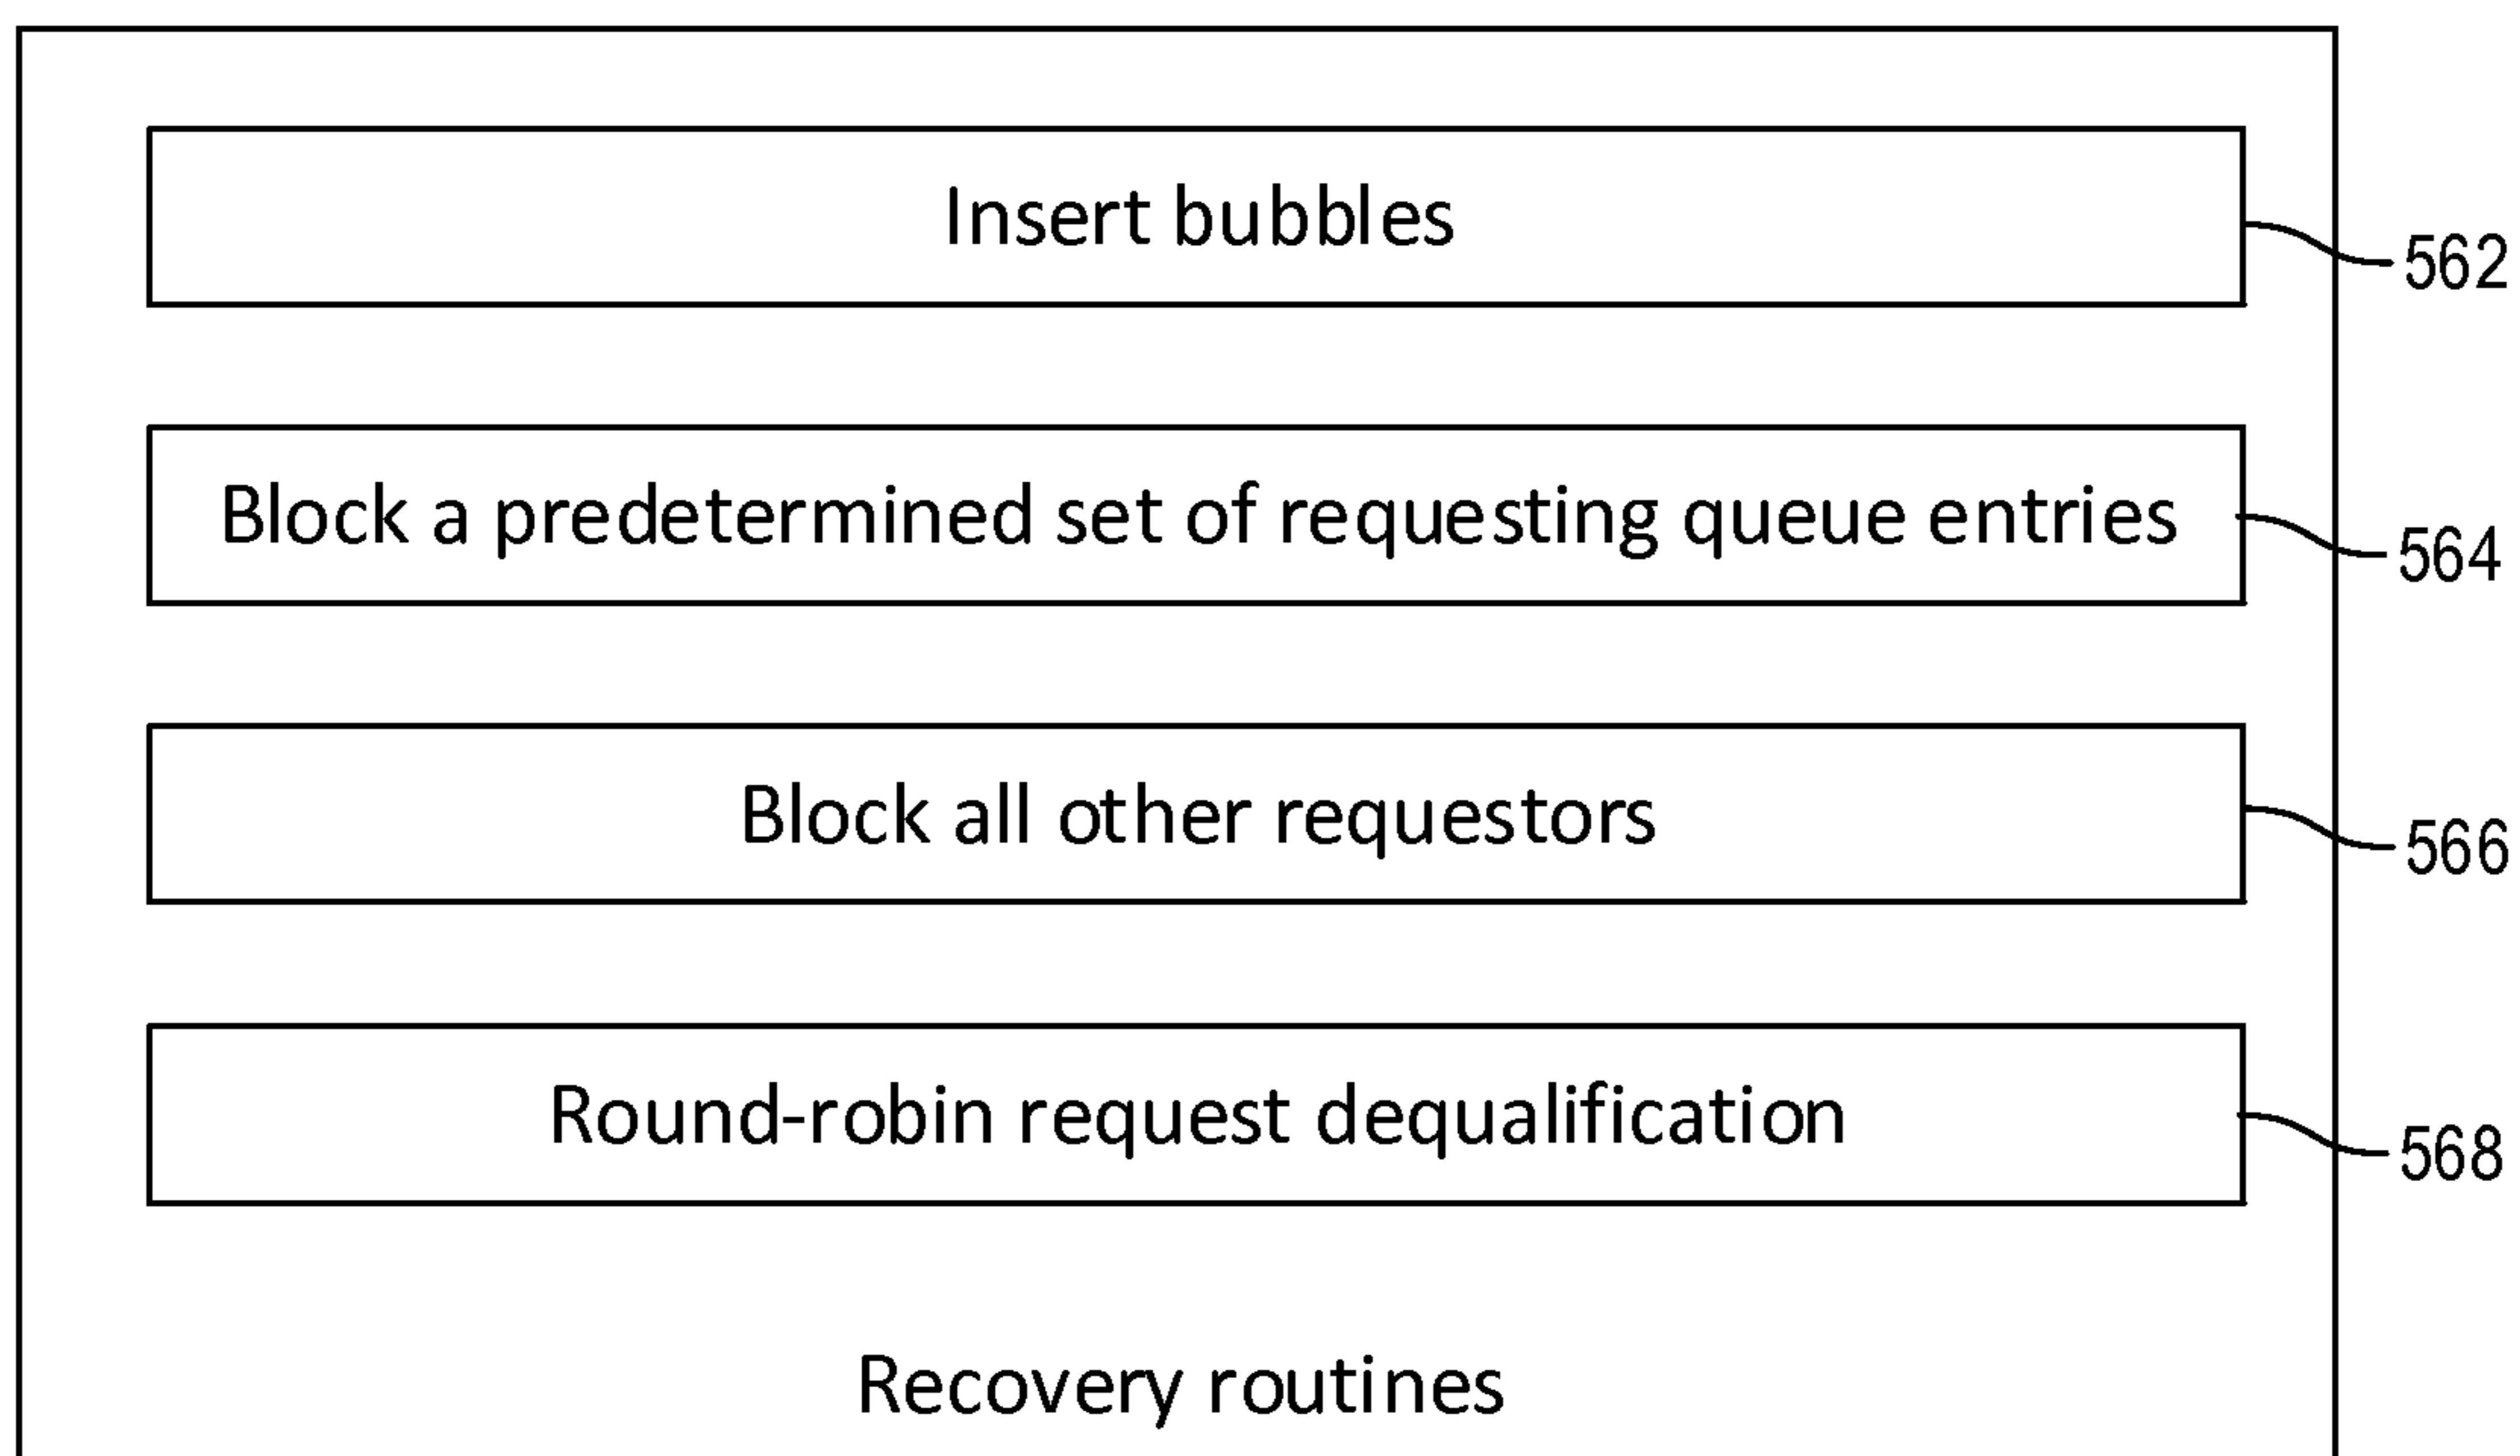 Insert bubbles
562
Block a predetermined set of requesting queue entries
564
Block all other requestors
566
Round-robin request dequalification
568
Recovery routines